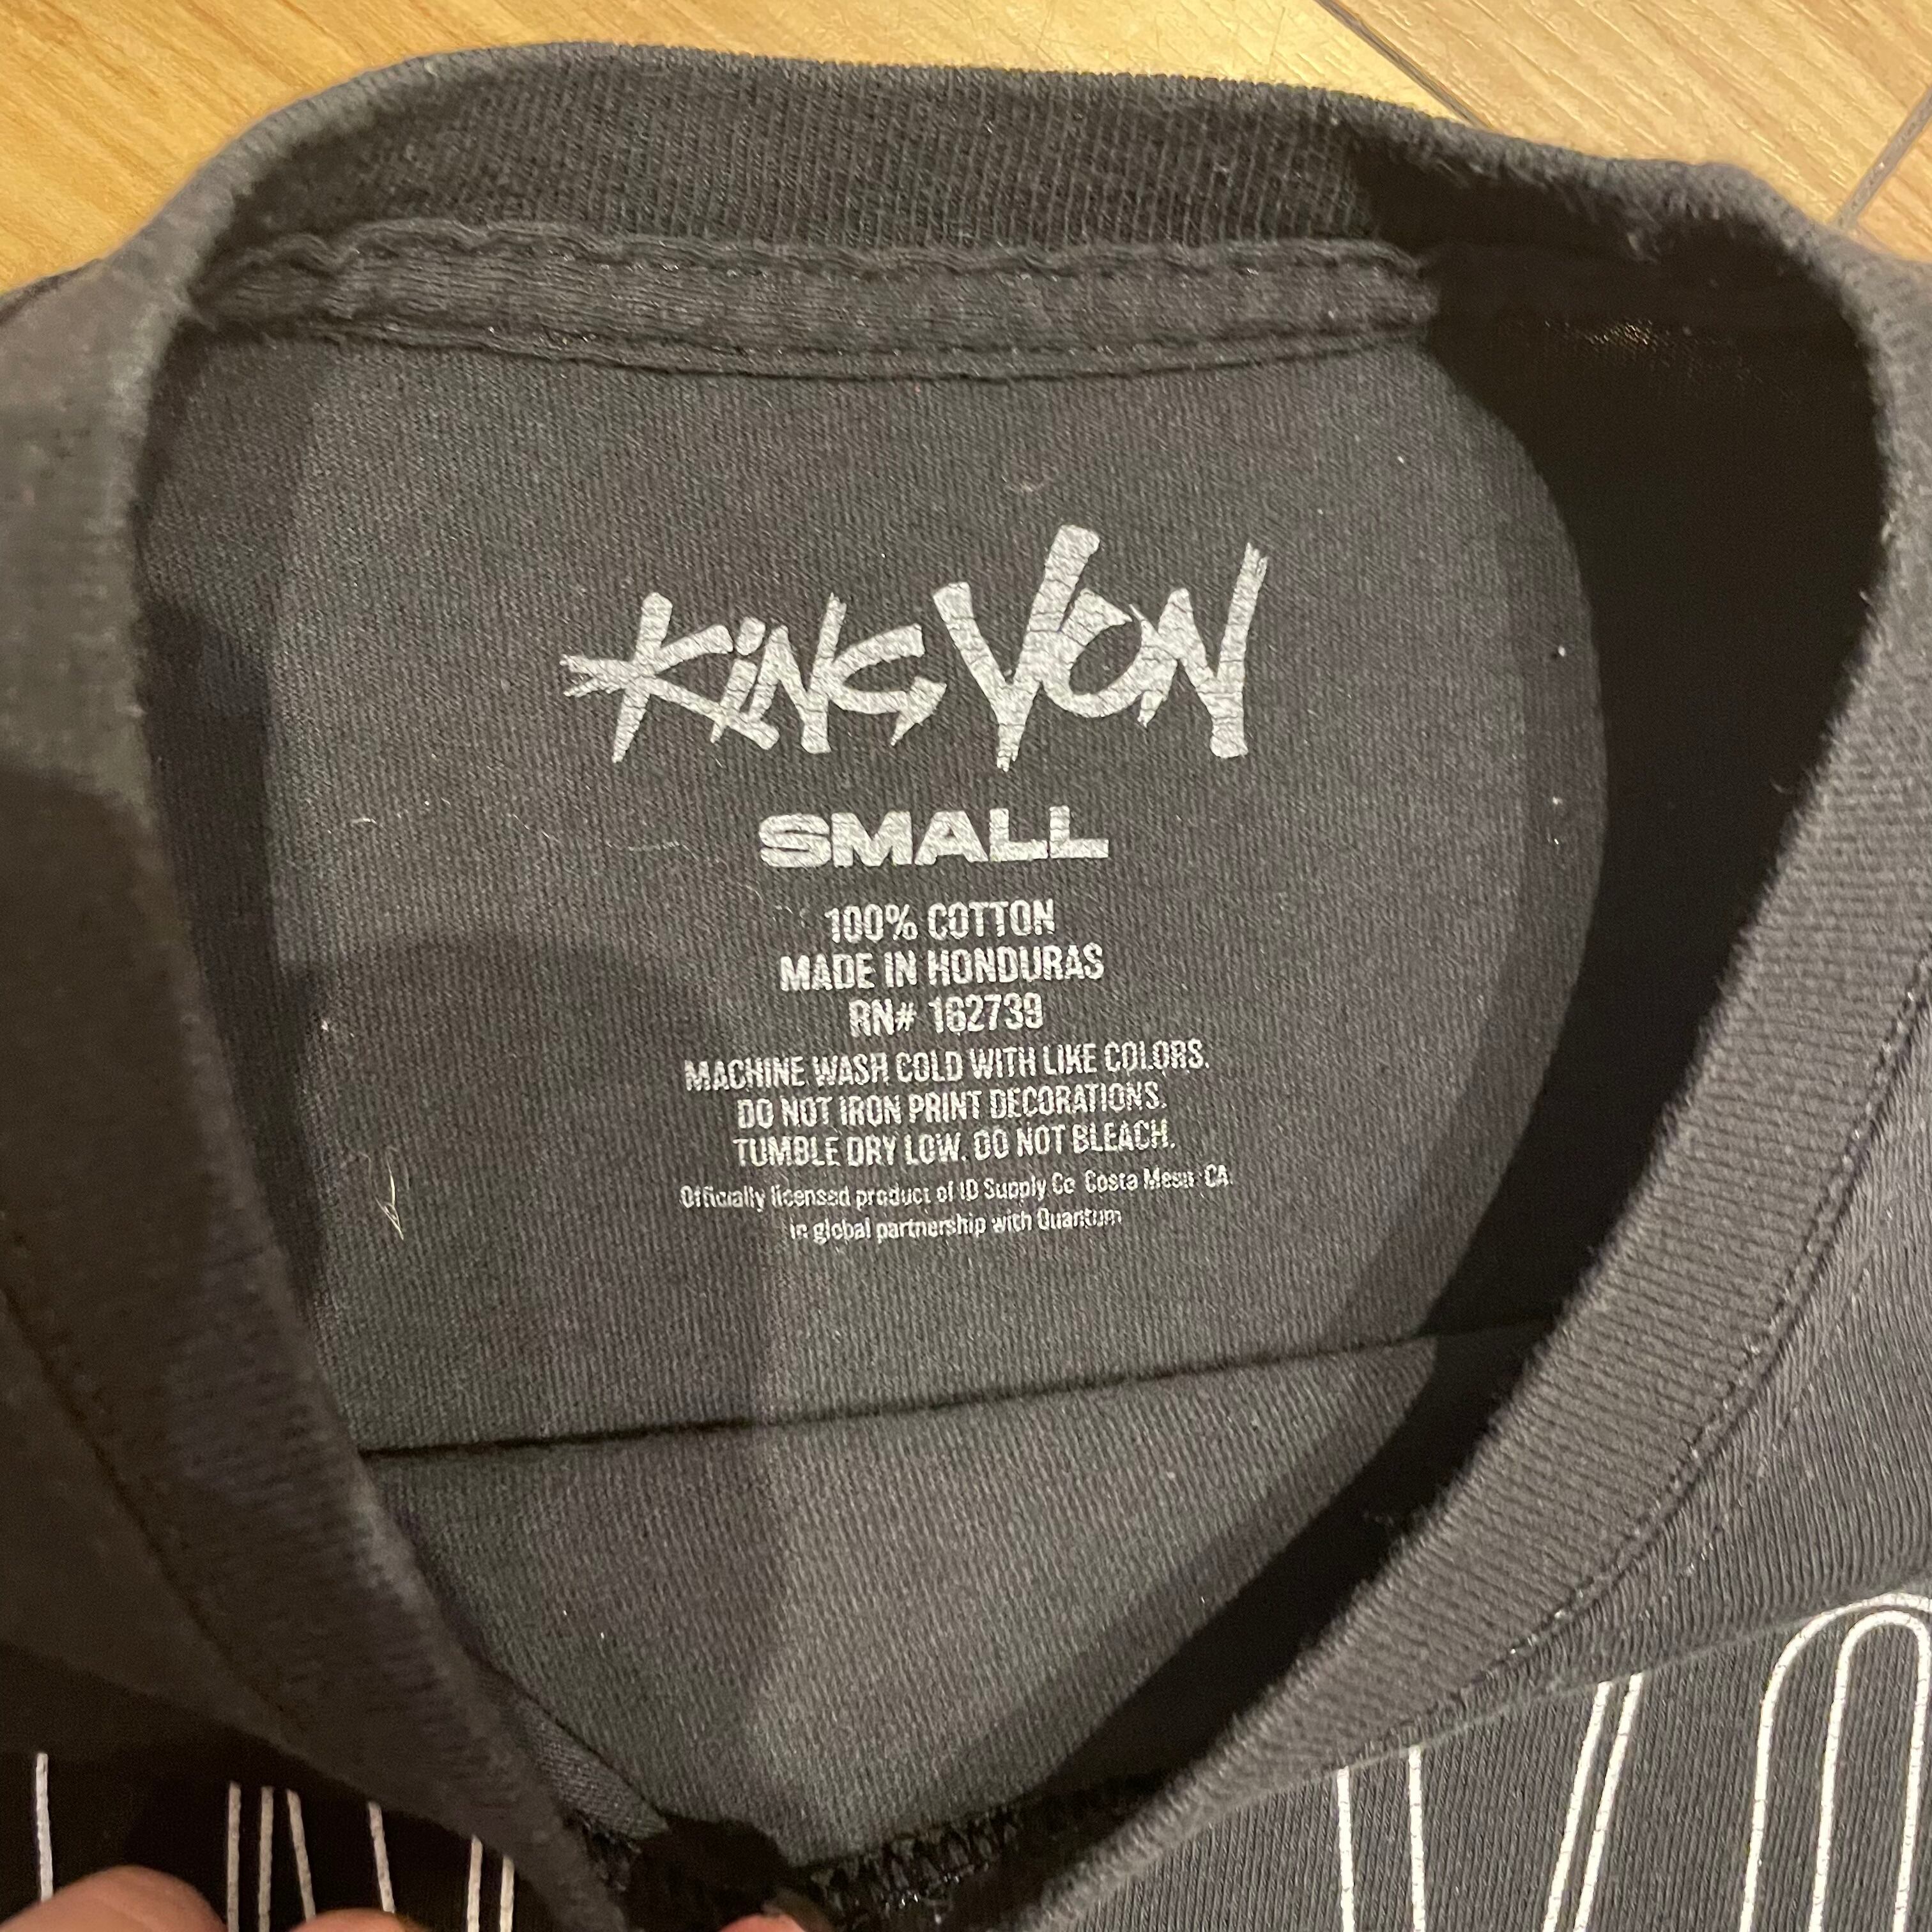 KING VON
SMALL
100% COTTON
MADE IN HONDURAS
RN# 162739
MACHINE WASH COLD WITH LIKE COLORS.
DO NOT IRON PRINT DECORATIONS.
TUMBLE DRY LOW. DO NOT BLEACH.
Officially licensed product of ID Supply Co Costa Mesa CA.
in global partnership with Quantum